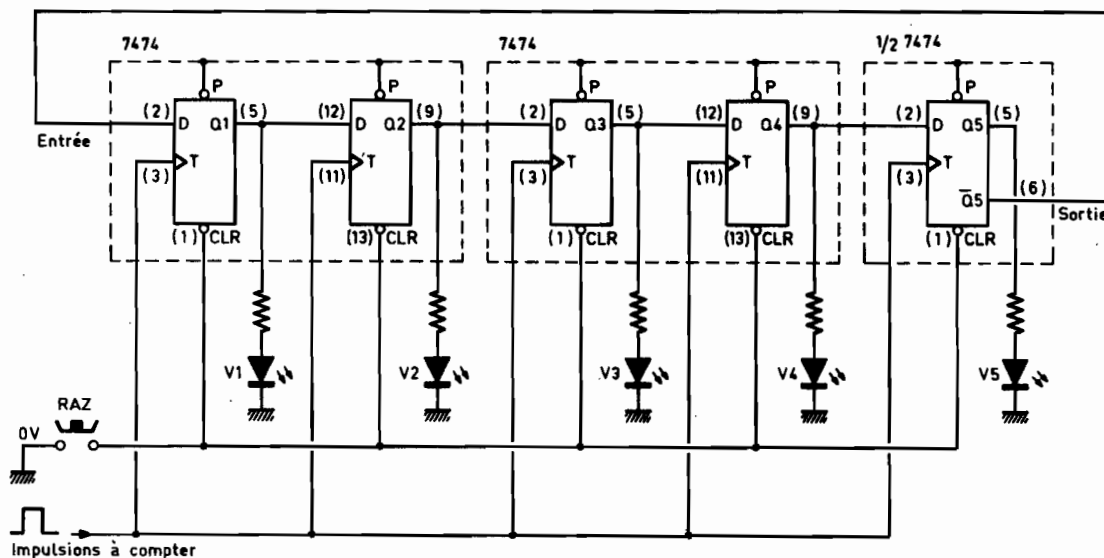 7474
7474
1/2 7474
P
P
P
P
P
(2)
D
Q1
(5)
(12)
D
Q2
(9)
(2)
D
Q3
(5)
(12)
D
Q4
(9)
(2)
D
Q5
(5)
Entrée
T
(3)
T
(11)
T
(3)
T
(11)
T
(3)
Q̅5
(6)
Sortie
(1)
CLR
(13)
CLR
(1)
CLR
(13)
CLR
(1)
CLR
V1
V2
V3
V4
V5
RAZ
0V
Impulsions à compter